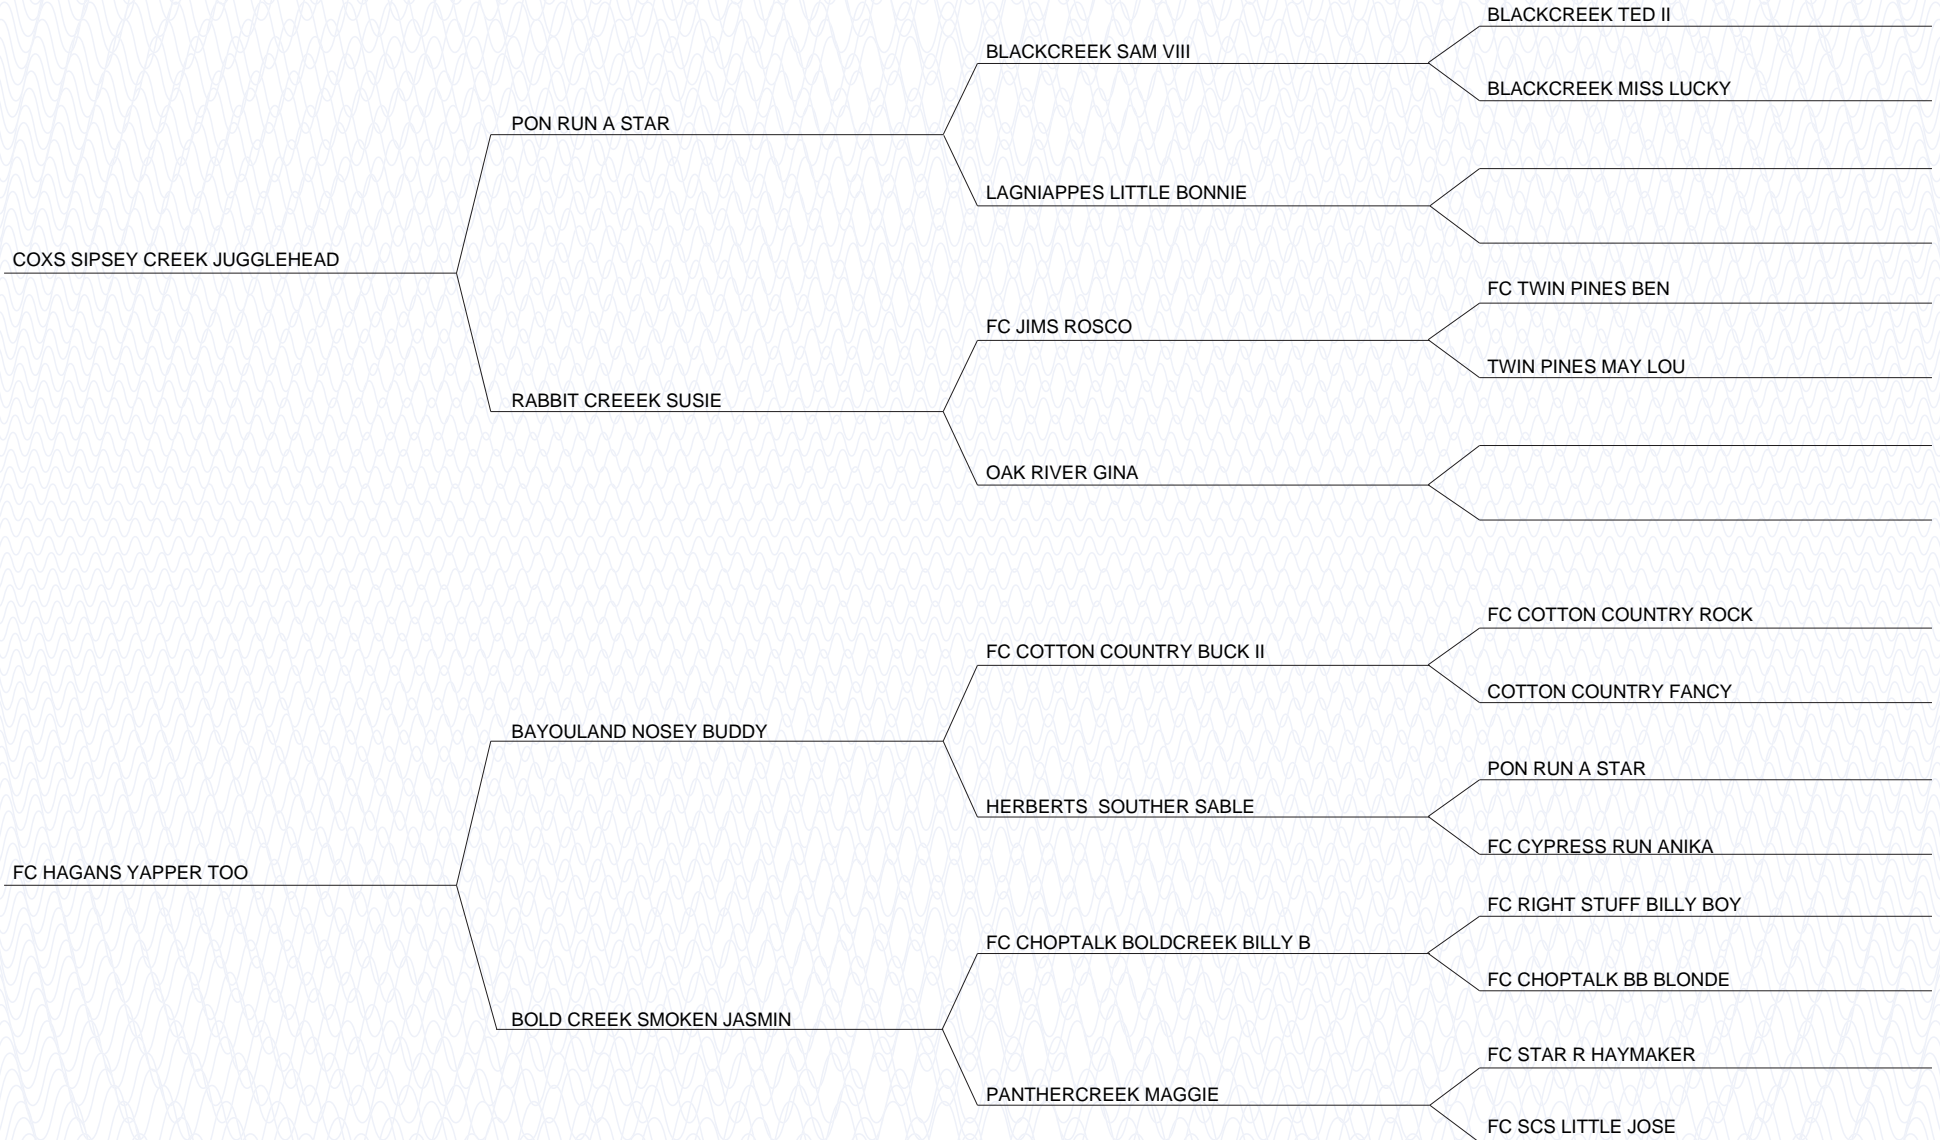 BLACKCREEK TED II
BLACKCREEK SAM VIII
BLACKCREEK MISS LUCKY
PON RUN A STAR
LAGNIAPPES LITTLE BONNIE
COXS SIPSEY CREEK JUGGLEHEAD
FC TWIN PINES BEN
FC JIMS ROSCO
TWIN PINES MAY LOU
RABBIT CREEEK SUSIE
OAK RIVER GINA
FC COTTON COUNTRY ROCK
FC COTTON COUNTRY BUCK II
COTTON COUNTRY FANCY
BAYOULAND NOSEY BUDDY
PON RUN A STAR
HERBERTS  SOUTHER SABLE
FC CYPRESS RUN ANIKA
FC HAGANS YAPPER TOO
FC RIGHT STUFF BILLY BOY
FC CHOPTALK BOLDCREEK BILLY B
FC CHOPTALK BB BLONDE
BOLD CREEK SMOKEN JASMIN
FC STAR R HAYMAKER
PANTHERCREEK MAGGIE
FC SCS LITTLE JOSE